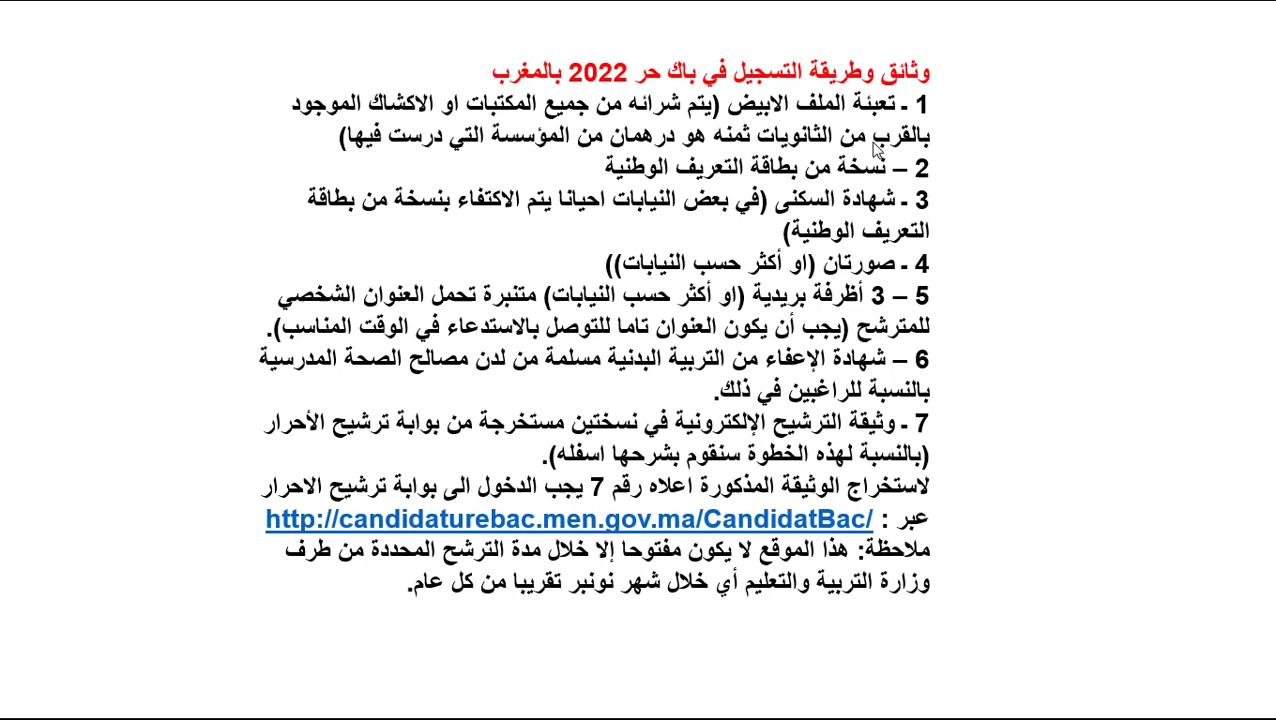 وثائق وطريقة التسجيل في باك حر 2022 بالمغرب
1 ـ تعبئة الملف الابيض (يتم شرائه من جميع المكتبات او الاكشاك الموجود
بالقرب من الثانويات ثمنه هو درهمان من المؤسسة التي درست فيها)
2 – نسخة من بطاقة التعريف الوطنية
3 ـ شهادة السكنى (في بعض النيابات احيانا يتم الاكتفاء بنسخة من بطاقة
التعريف الوطنية)
4 ـ صورتان (او أكثر حسب النيابات))
5 – 3 أظرفة بريدية (او أكثر حسب النيابات) متنبرة تحمل العنوان الشخصي
للمترشح (يجب أن يكون العنوان تاما للتوصل بالاستدعاء في الوقت المناسب).
6 – شهادة الإعفاء من التربية البدنية مسلمة من لدن مصالح الصحة المدرسية
بالنسبة للراغبين في ذلك.
7 ـ وثيقة الترشيح الإلكترونية في نسختين مستخرجة من بوابة ترشيح الأحرار
(بالنسبة لهذه الخطوة سنقوم بشرحها اسفله).
لاستخراج الوثيقة المذكورة اعلاه رقم 7 يجب الدخول الى بوابة ترشيح الاحرار
عبر : http://candidaturebac.men.gov.ma/CandidatBac/
ملاحظة: هذا الموقع لا يكون مفتوحا إلا خلال مدة الترشح المحددة من طرف
وزارة التربية والتعليم أي خلال شهر نونبر تقريبا من كل عام.